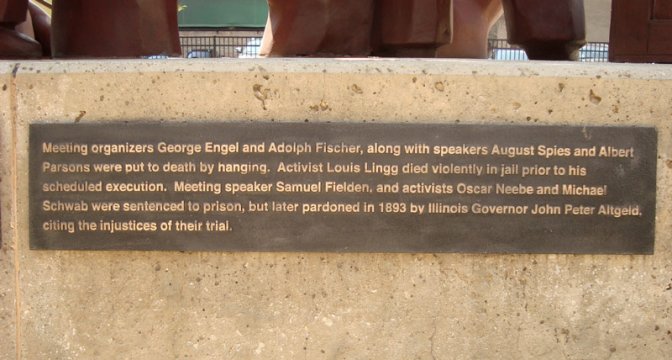 Meeting organizers George Engel and Adolph Fischer, along with speakers August Spies and Albert
Parsons were put to death by hanging. Activist Louis Lingg died violently in jail prior to his
scheduled execution. Meeting speaker Samuel Fielden, and activists Oscar Neebe and Michael
Schwab were sentenced to prison, but later pardoned in 1893 by Illinois Governor John Peter Altgeld,
citing the injustices of their trial.